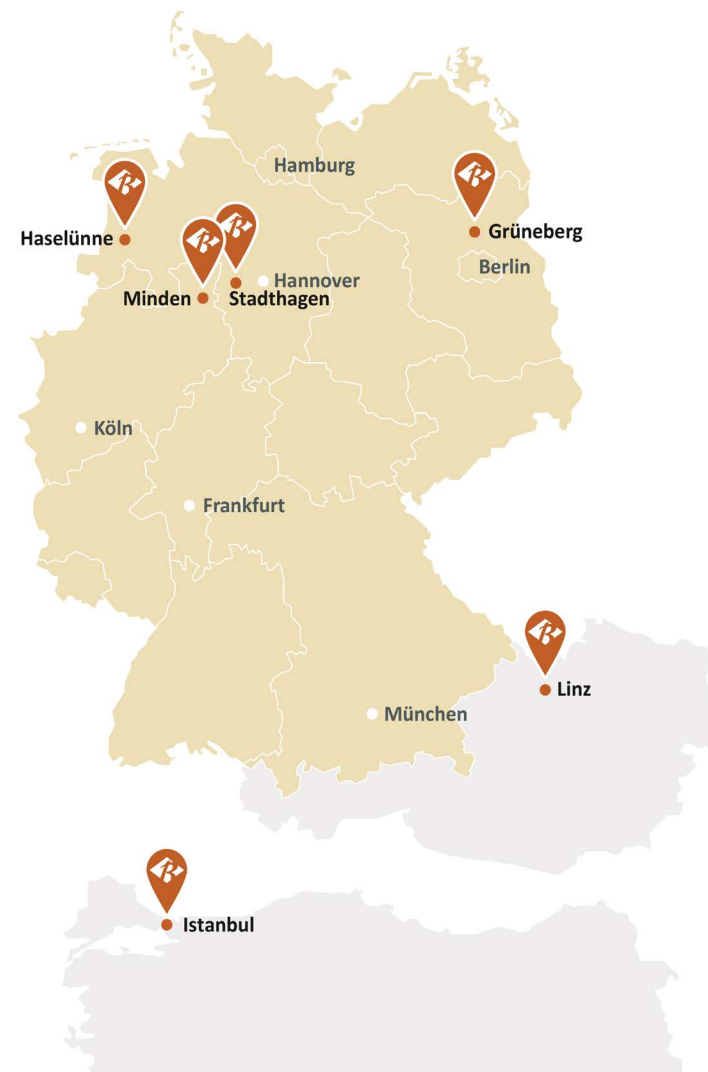 Hamburg
Haselünne
Grüneberg
Berlin
Hannover
Minden
Stadthagen
Köln
Frankfurt
Linz
München
Istanbul